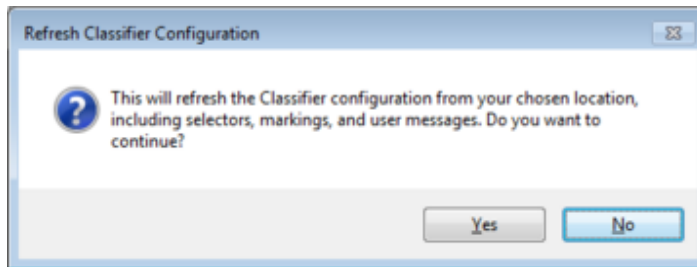 Refresh Classifier Configuration
This will refresh the Classifier configuration from your chosen location,
including selectors, markings, and user messages. Do you want to
continue?
Yes
No